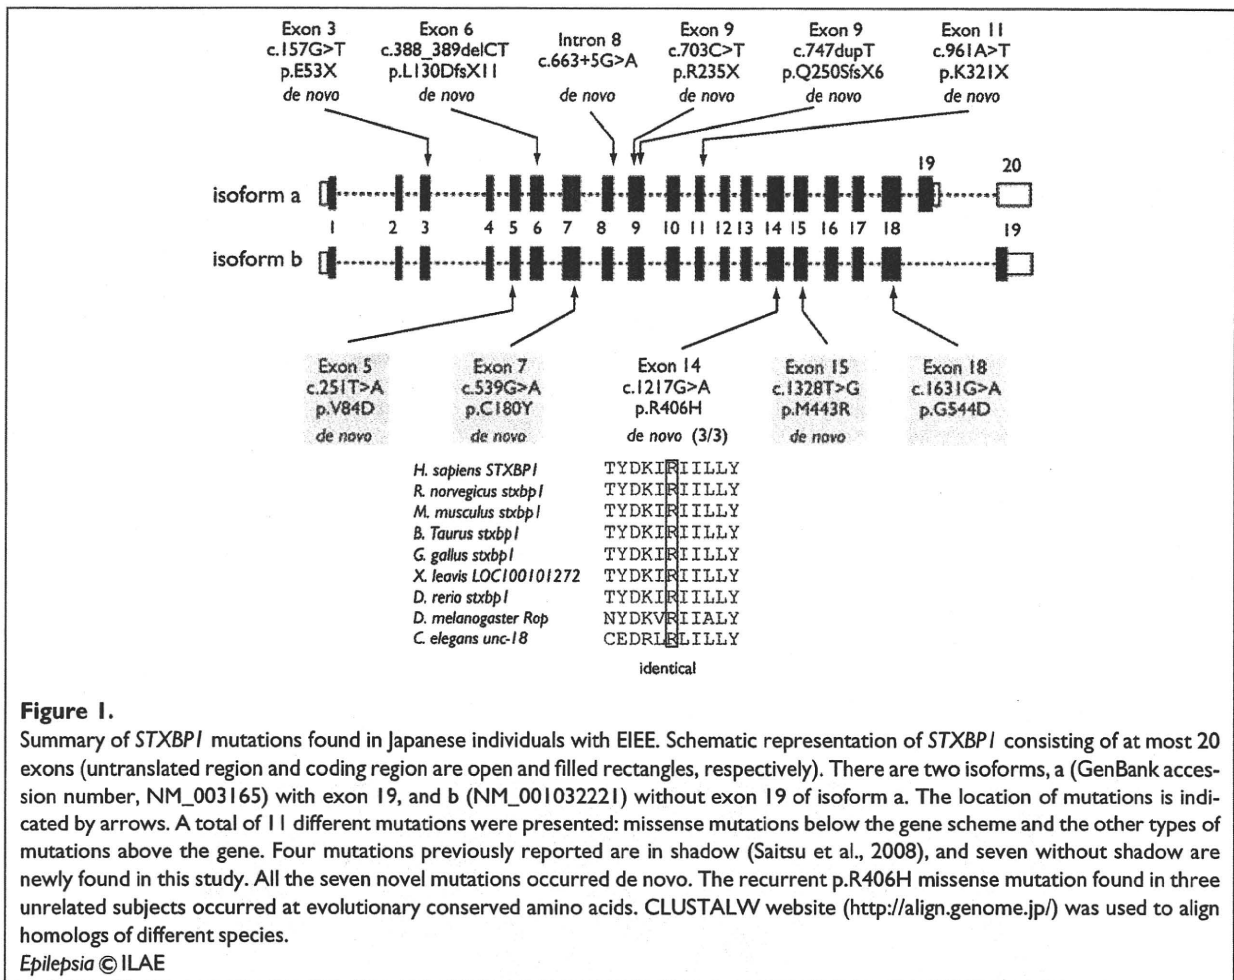 Exon 3
c.157G>T
p.E53X
de novo
Exon 6
c.388_389delCT
p.L130DfsX11
de novo
Intron 8
c.663+5G>A
de novo
Exon 9
c.703C>T
p.R235X
de novo
Exon 9
c.747dupT
p.Q250SfsX6
de novo
Exon 11
c.961A>T
p.K321X
de novo
isoform a
19
20
1 2 3 4 5 6 7 8 9 10 11 12 13 14 15 16 17 18
19
isoform b
Exon 5
c.251T>A
p.V84D
de novo
Exon 7
c.539G>A
p.C180Y
de novo
Exon 14
c.1217G>A
p.R406H
de novo (3/3)
Exon 15
c.1328T>G
p.M443R
de novo
Exon 18
c.1631G>A
p.G544D
H. sapiens STXBP1 TYDKIRIILLY
R. norvegicus stxbp1 TYDKIRIILLY
M. musculus stxbp1 TYDKIRIILLY
B. Taurus stxbp1 TYDKIRIILLY
G. gallus stxbp1 TYDKIRIILLY
X. leavis LOC100101272 TYDKIRIILLY
D. rerio stxbp1 TYDKIRIILLY
D. melanogaster Rop NYDKVRIIALY
C. elegans unc-18 CEDRLRLILLY
identical
Figure 1.
Summary of STXBP1 mutations found in Japanese individuals with EIEE. Schematic representation of STXBP1 consisting of at most 20
exons (untranslated region and coding region are open and filled rectangles, respectively). There are two isoforms, a (GenBank acces-
sion number, NM_003165) with exon 19, and b (NM_001032221) without exon 19 of isoform a. The location of mutations is indi-
cated by arrows. A total of 11 different mutations were presented: missense mutations below the gene scheme and the other types of
mutations above the gene. Four mutations previously reported are in shadow (Saitsu et al., 2008), and seven without shadow are
newly found in this study. All the seven novel mutations occurred de novo. The recurrent p.R406H missense mutation found in three
unrelated subjects occurred at evolutionary conserved amino acids. CLUSTALW website (http://align.genome.jp/) was used to align
homologs of different species.
Epilepsia © ILAE